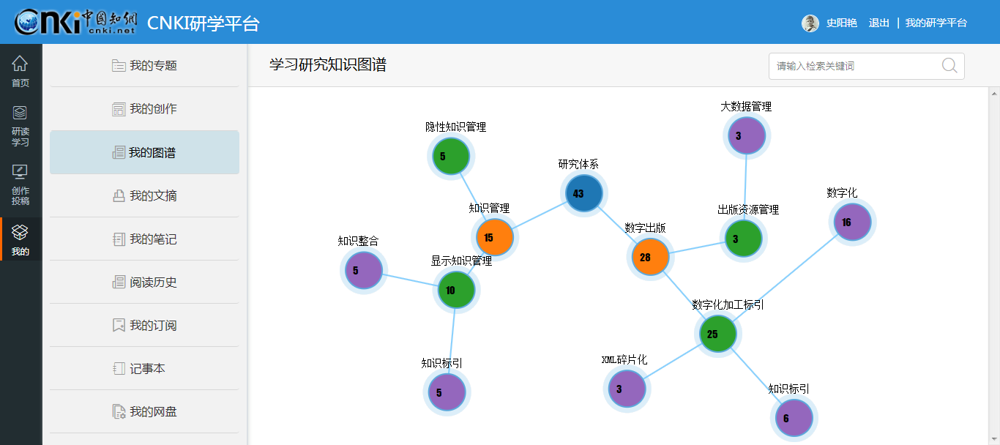 CNKI中国知网
cnki.net
CNKI研学平台
史阳艳 退出 | 我的研学平台
首页
研读
学习
创作
投稿
我的
我的专题
我的创作
我的图谱
我的文摘
我的笔记
阅读历史
我的订阅
记事本
我的网盘
学习研究知识图谱
请输入检索关键词
大数据管理
3
隐性知识管理
5
研究体系
43
数字化
16
知识管理
15
出版资源管理
3
数字出版
28
知识整合
5
显示知识管理
10
数字化加工标引
25
知识标引
5
XML碎片化
3
知识标引
6